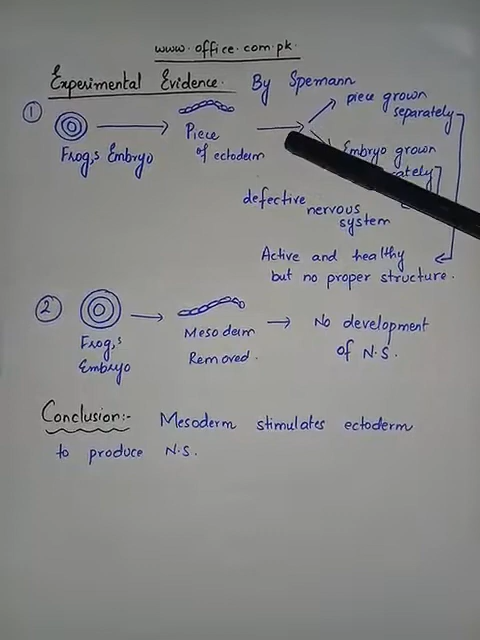 www.office.com.pk.
Experimental Evidence. By Spemann
1
Frog,s Embryo
Piece
of ectoderm
piece grown
separately
Embryo grown
defective nervous
system
Active and healthy
but no proper structure.
2
Frog,s
Embryo
Mesoderm
Removed.
No development
of N.S.
Conclusion:- Mesoderm stimulates ectoderm
to produce N.S.